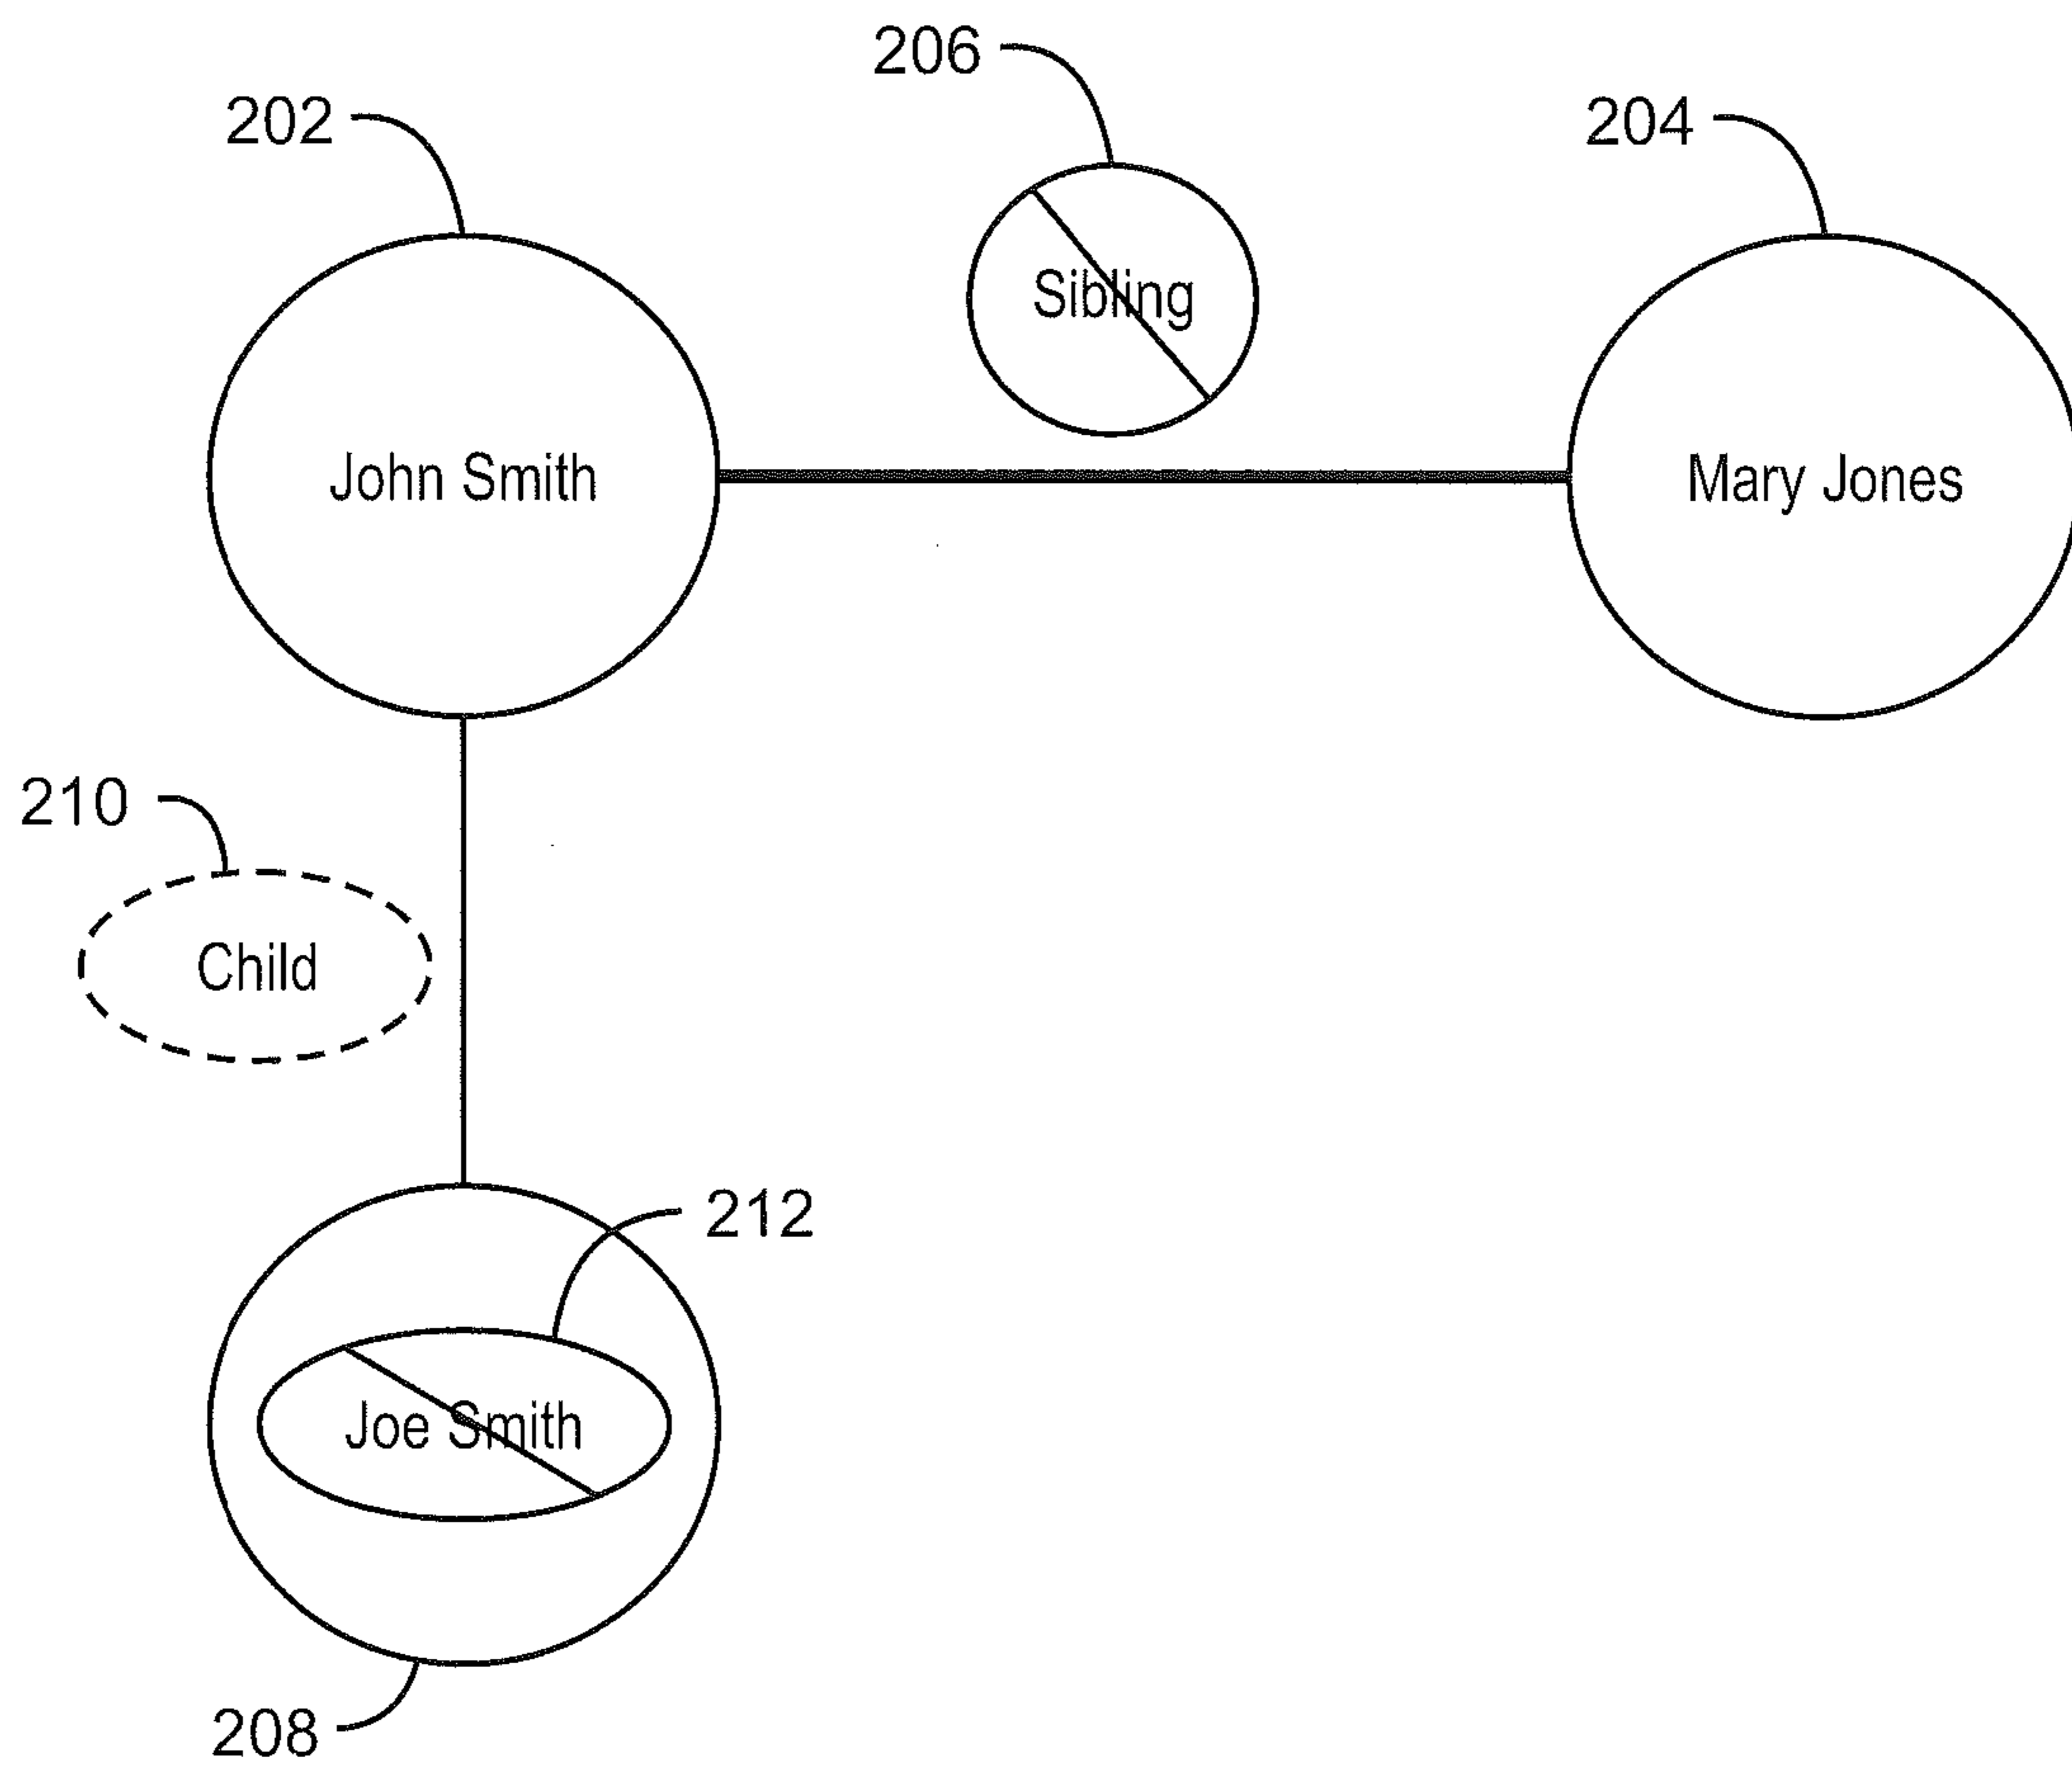 206
202
204
Sibling
John Smith
Mary Jones
210
Child
212
Joe Smith
208